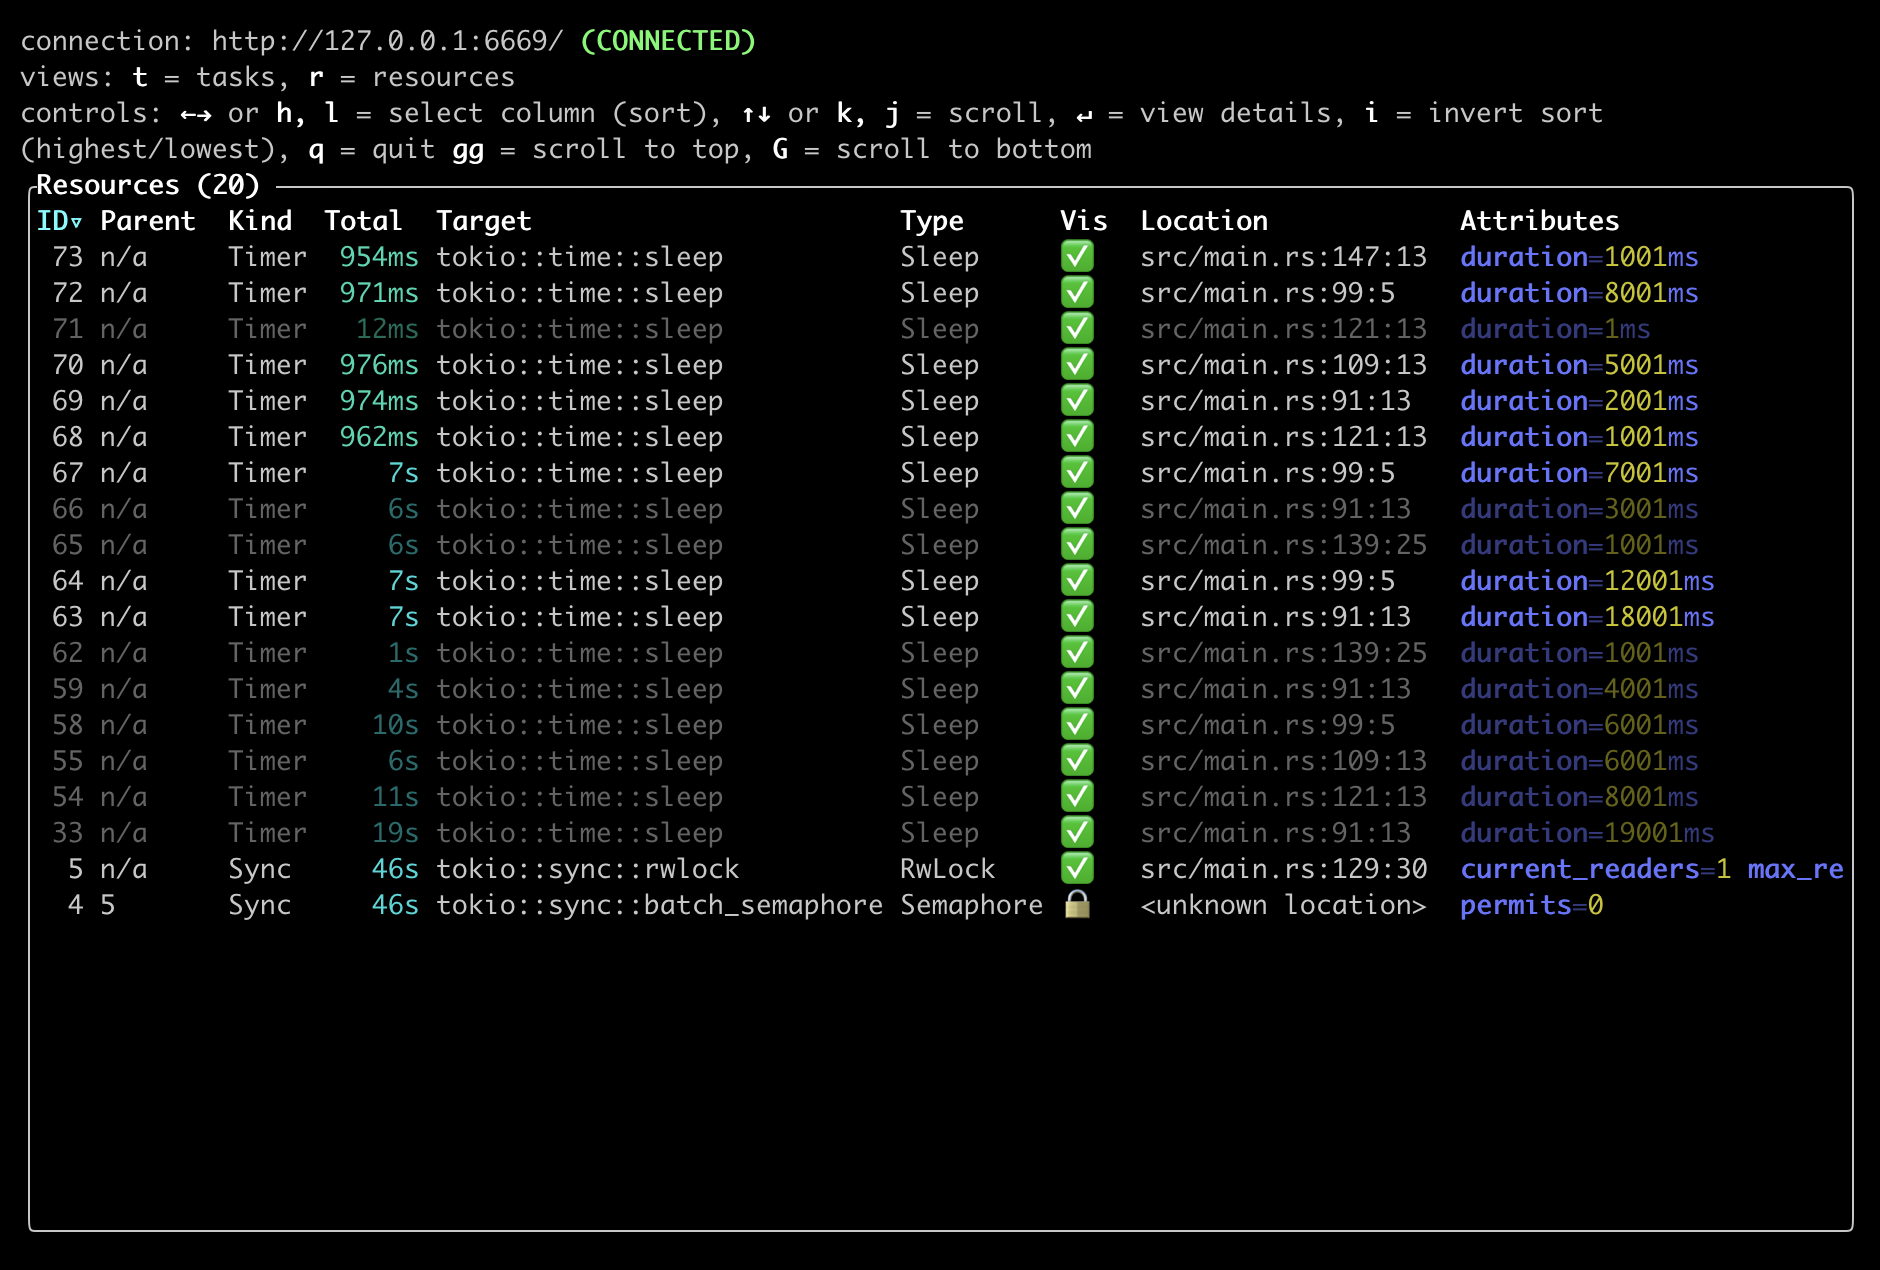 connection: http://127.0.0.1:6669/ (CONNECTED)
views: t = tasks, r = resources
controls: ←→ or h, l = select column (sort), ↑↓ or k, j = scroll, ↵ = view details, i = invert sort
(highest/lowest), q = quit gg = scroll to top, G = scroll to bottom
Resources (20)
ID▿ Parent Kind Total Target Type Vis Location Attributes
73 n/a Timer 954ms tokio::time::sleep Sleep ✅ src/main.rs:147:13 duration=1001ms
72 n/a Timer 971ms tokio::time::sleep Sleep ✅ src/main.rs:99:5 duration=8001ms
71 n/a Timer 12ms tokio::time::sleep Sleep ✅ src/main.rs:121:13 duration=1ms
70 n/a Timer 976ms tokio::time::sleep Sleep ✅ src/main.rs:109:13 duration=5001ms
69 n/a Timer 974ms tokio::time::sleep Sleep ✅ src/main.rs:91:13 duration=2001ms
68 n/a Timer 962ms tokio::time::sleep Sleep ✅ src/main.rs:121:13 duration=1001ms
67 n/a Timer 7s tokio::time::sleep Sleep ✅ src/main.rs:99:5 duration=7001ms
66 n/a Timer 6s tokio::time::sleep Sleep ✅ src/main.rs:91:13 duration=3001ms
65 n/a Timer 6s tokio::time::sleep Sleep ✅ src/main.rs:139:25 duration=1001ms
64 n/a Timer 7s tokio::time::sleep Sleep ✅ src/main.rs:99:5 duration=12001ms
63 n/a Timer 7s tokio::time::sleep Sleep ✅ src/main.rs:91:13 duration=18001ms
62 n/a Timer 1s tokio::time::sleep Sleep ✅ src/main.rs:139:25 duration=1001ms
59 n/a Timer 4s tokio::time::sleep Sleep ✅ src/main.rs:91:13 duration=4001ms
58 n/a Timer 10s tokio::time::sleep Sleep ✅ src/main.rs:99:5 duration=6001ms
55 n/a Timer 6s tokio::time::sleep Sleep ✅ src/main.rs:109:13 duration=6001ms
54 n/a Timer 11s tokio::time::sleep Sleep ✅ src/main.rs:121:13 duration=8001ms
33 n/a Timer 19s tokio::time::sleep Sleep ✅ src/main.rs:91:13 duration=19001ms
5 n/a Sync 46s tokio::sync::rwlock RwLock ✅ src/main.rs:129:30 current_readers=1 max_re
4 5 Sync 46s tokio::sync::batch_semaphore Semaphore 🔒 <unknown location> permits=0